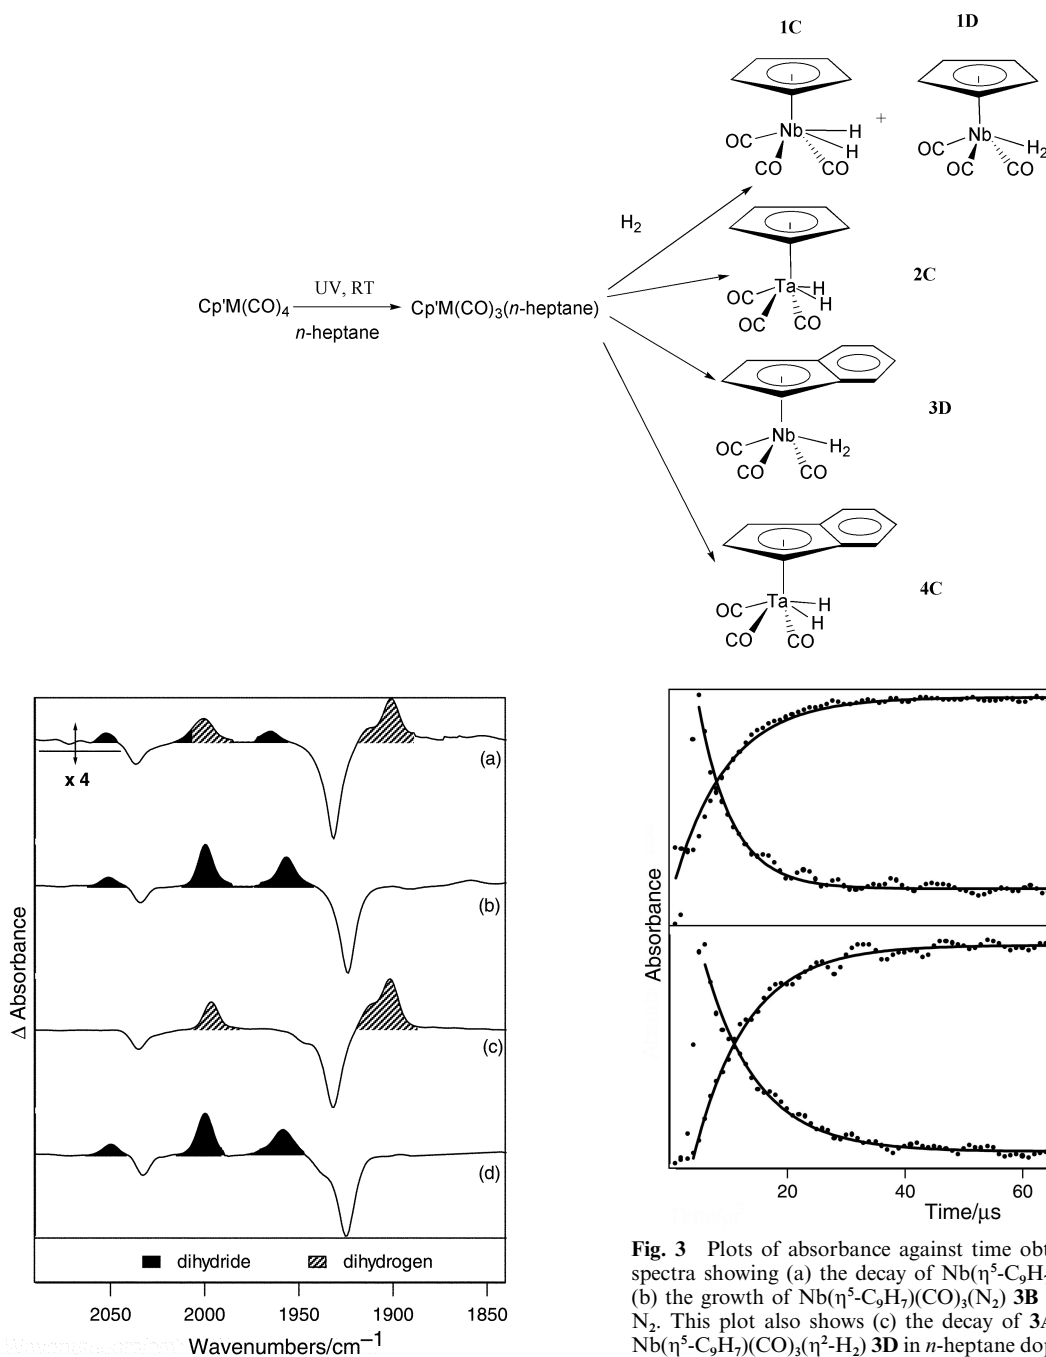 1C
1D
Nb
H
H
OC
CO
CO
+
Nb
H2
OC
OC
CO
H2
Ta
H
H
OC
OC
CO
2C
Cp'M(CO)4
UV, RT
n-heptane
Cp'M(CO)3(n-heptane)
3D
Nb
H2
OC
CO
CO
4C
Ta
H
H
OC
CO
CO
x 4
(a)
(b)
(c)
(d)
Δ Absorbance
dihydride
dihydrogen
2050 2000 1950 1900 1850
Wavenumbers/cm−1
Absorbance
20 40 60
Time/μs
Fig. 3 Plots of absorbance against time obt
spectra showing (a) the decay of Nb(η5-C9H
(b) the growth of Nb(η5-C9H7)(CO)3(N2) 3B
N2. This plot also shows (c) the decay of 3A
Nb(η5-C9H7)(CO)3(η2-H2) 3D in n-heptane dop